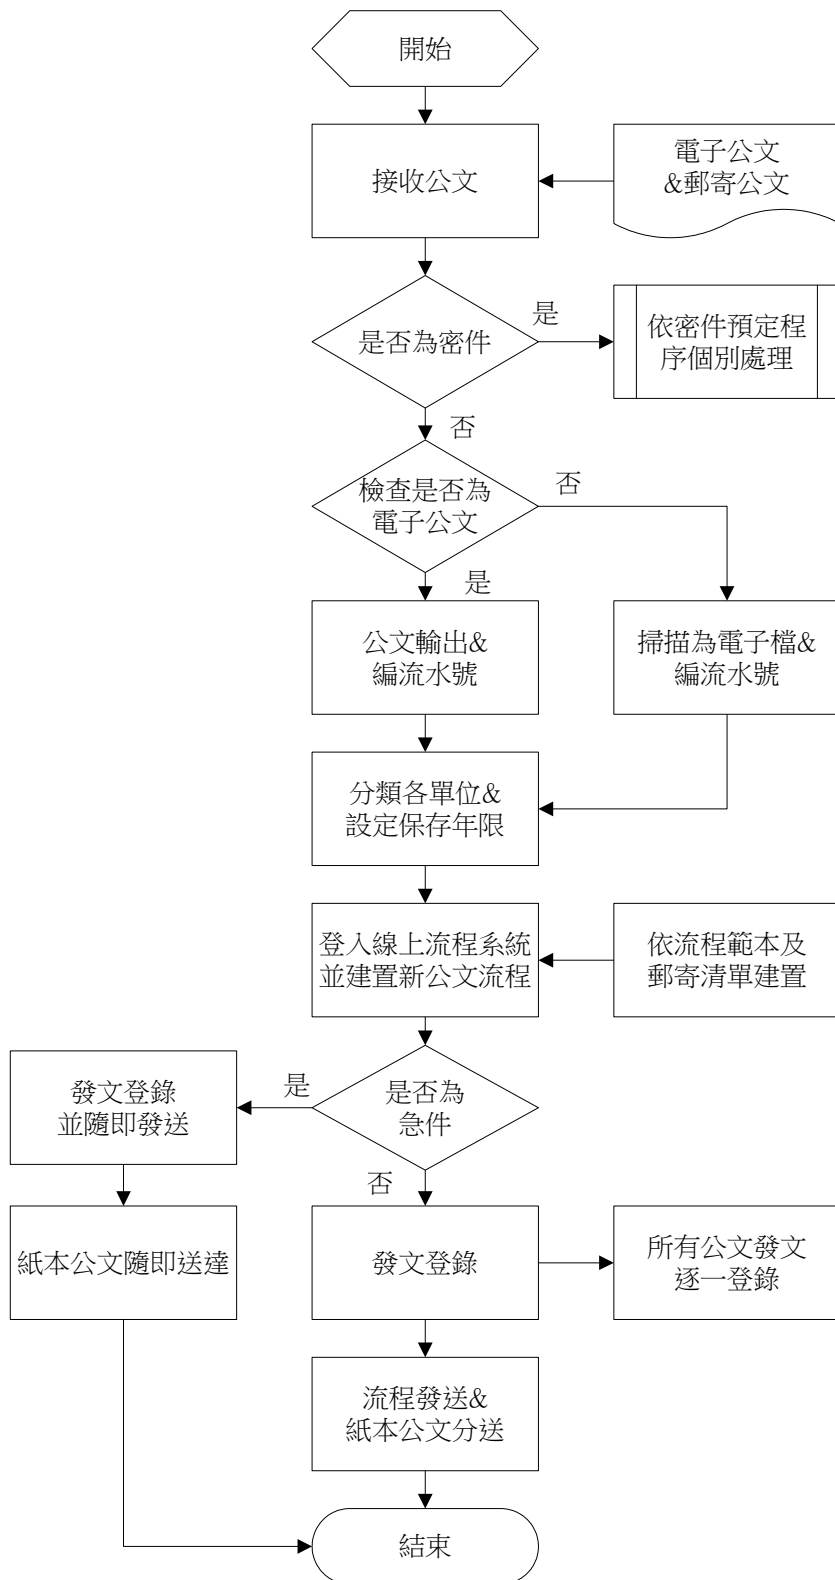 開始
接收公文
電子公文
&郵寄公文
是否為密件
是
依密件預定程
序個別處理
否
檢查是否為
電子公文
否
是
公文輸出&
編流水號
掃描為電子檔&
編流水號
分類各單位&
設定保存年限
登入線上流程系統
並建置新公文流程
依流程範本及
郵寄清單建置
是否為
急件
是
發文登錄
並隨即發送
否
紙本公文隨即送達
發文登錄
所有公文發文
逐一登錄
流程發送&
紙本公文分送
結束